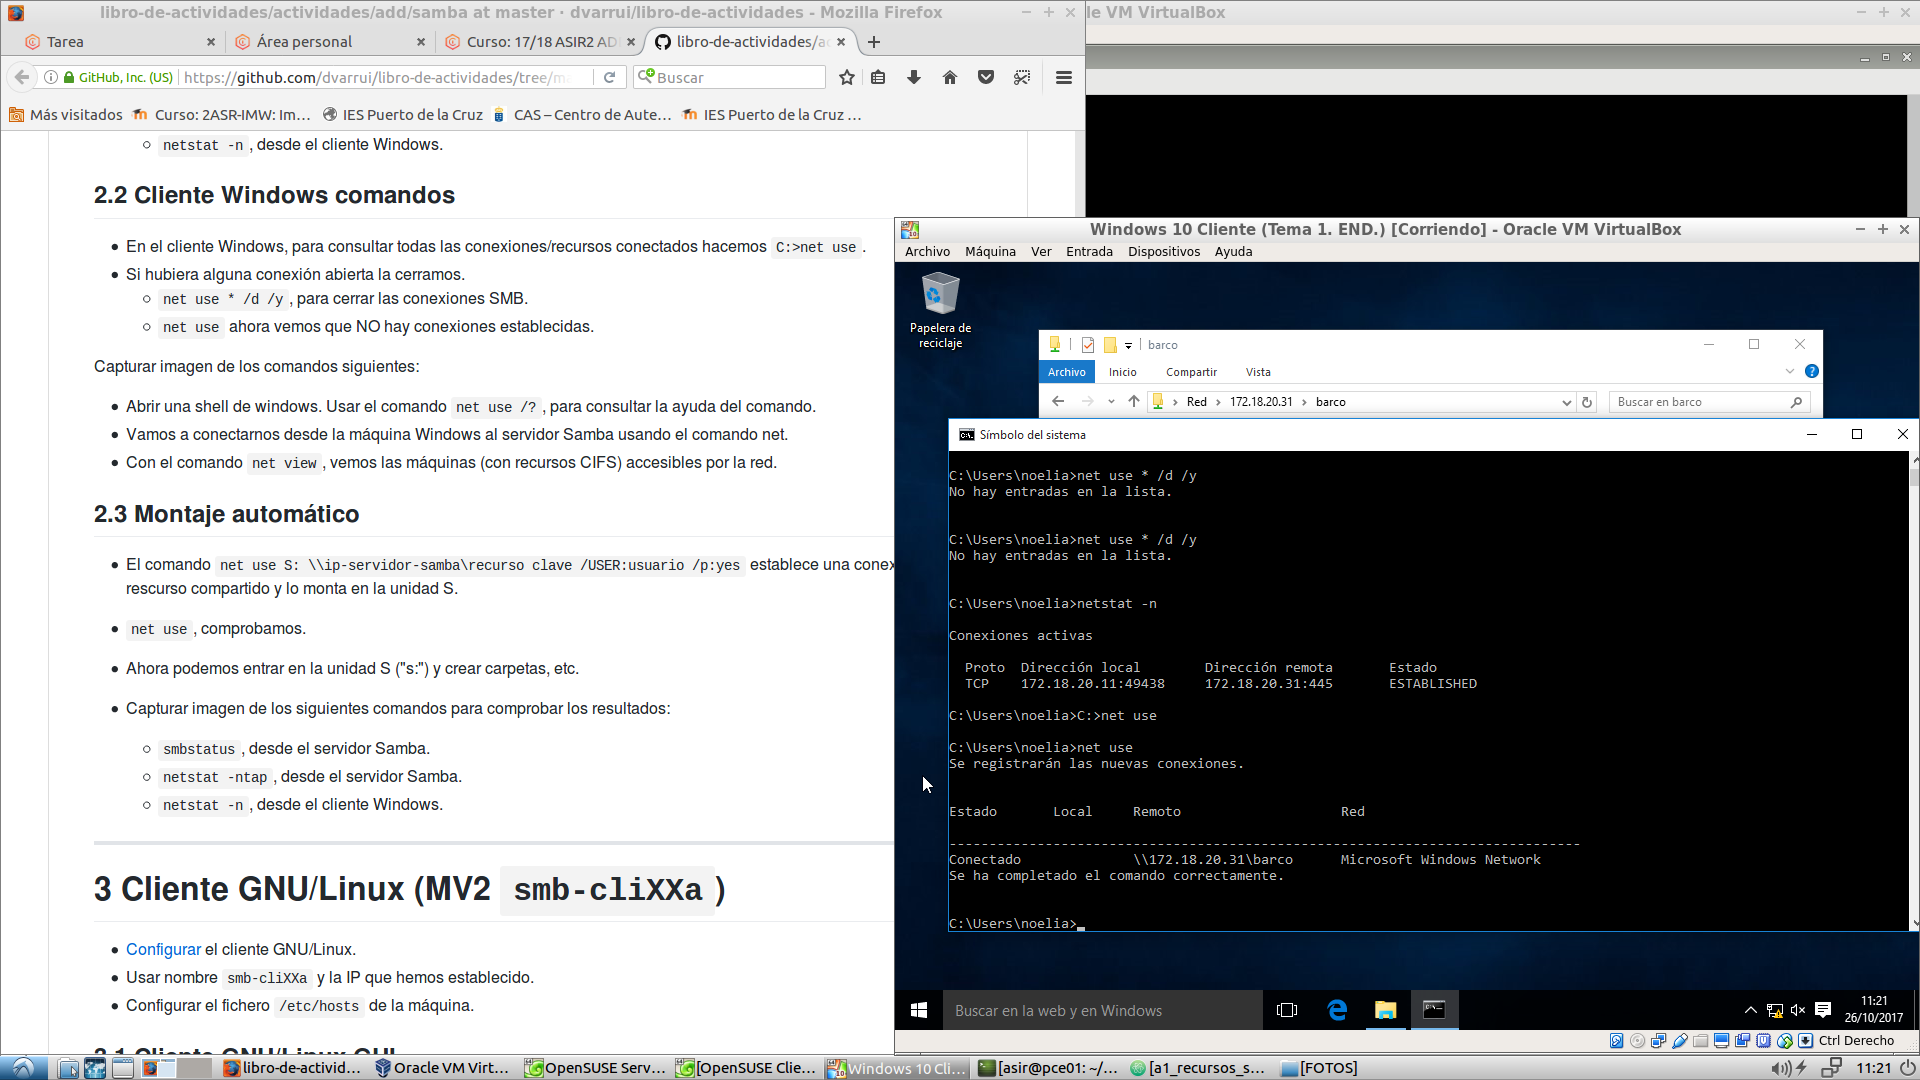 libro-de-actividades/actividades/add/samba at master · dvarrui/libro-de-actividades - Mozilla Firefox
le VM VirtualBox
Tarea
Área personal
Curso: 17/18 ASIR2 AD
libro-de-actividades/a
GitHub, Inc. (US)
https://github.com/dvarrui/libro-de-actividades/tree/m
Buscar
Más visitados
Curso: 2ASR-IMW: Im...
IES Puerto de la Cruz
CAS – Centro de Aute...
IES Puerto de la Cruz ...
netstat -n , desde el cliente Windows.
2.2 Cliente Windows comandos
En el cliente Windows, para consultar todas las conexiones/recursos conectados hacemos C:>net use .
Si hubiera alguna conexión abierta la cerramos.
net use * /d /y , para cerrar las conexiones SMB.
net use ahora vemos que NO hay conexiones establecidas.
Capturar imagen de los comandos siguientes:
Abrir una shell de windows. Usar el comando net use /? , para consultar la ayuda del comando.
Vamos a conectarnos desde la máquina Windows al servidor Samba usando el comando net.
Con el comando net view , vemos las máquinas (con recursos CIFS) accesibles por la red.
2.3 Montaje automático
El comando net use S: \\ip-servidor-samba\recurso clave /USER:usuario /p:yes establece una conex
rescurso compartido y lo monta en la unidad S.
net use , comprobamos.
Ahora podemos entrar en la unidad S ("s:") y crear carpetas, etc.
Capturar imagen de los siguientes comandos para comprobar los resultados:
smbstatus , desde el servidor Samba.
netstat -ntap , desde el servidor Samba.
netstat -n , desde el cliente Windows.
3 Cliente GNU/Linux (MV2 smb-cliXXa )
Configurar el cliente GNU/Linux.
Usar nombre smb-cliXXa y la IP que hemos establecido.
Configurar el fichero /etc/hosts de la máquina.
3.1 Cliente GNU/Linux GUI
Windows 10 Cliente (Tema 1. END.) [Corriendo] - Oracle VM VirtualBox
Archivo Máquina Ver Entrada Dispositivos Ayuda
Papelera de
reciclaje
barco
Archivo Inicio Compartir Vista
Red 172.18.20.31 barco
Buscar en barco
Símbolo del sistema
C:\Users\noelia>net use * /d /y
No hay entradas en la lista.
C:\Users\noelia>net use * /d /y
No hay entradas en la lista.
C:\Users\noelia>netstat -n
Conexiones activas
Proto Dirección local Dirección remota Estado
TCP 172.18.20.11:49438 172.18.20.31:445 ESTABLISHED
C:\Users\noelia>C:>net use
C:\Users\noelia>net use
Se registrarán las nuevas conexiones.
Estado Local Remoto Red
-------------------------------------------------------------------------------
Conectado \\172.18.20.31\barco Microsoft Windows Network
Se ha completado el comando correctamente.
C:\Users\noelia>_
Buscar en la web y en Windows
11:21
26/10/2017
Ctrl Derecho
libro-de-activid...
Oracle VM Virt...
OpenSUSE Serv...
[OpenSUSE Clie...
Windows 10 Cli...
[asir@pce01: ~/...
[a1_recursos_s...
[FOTOS]
11:21